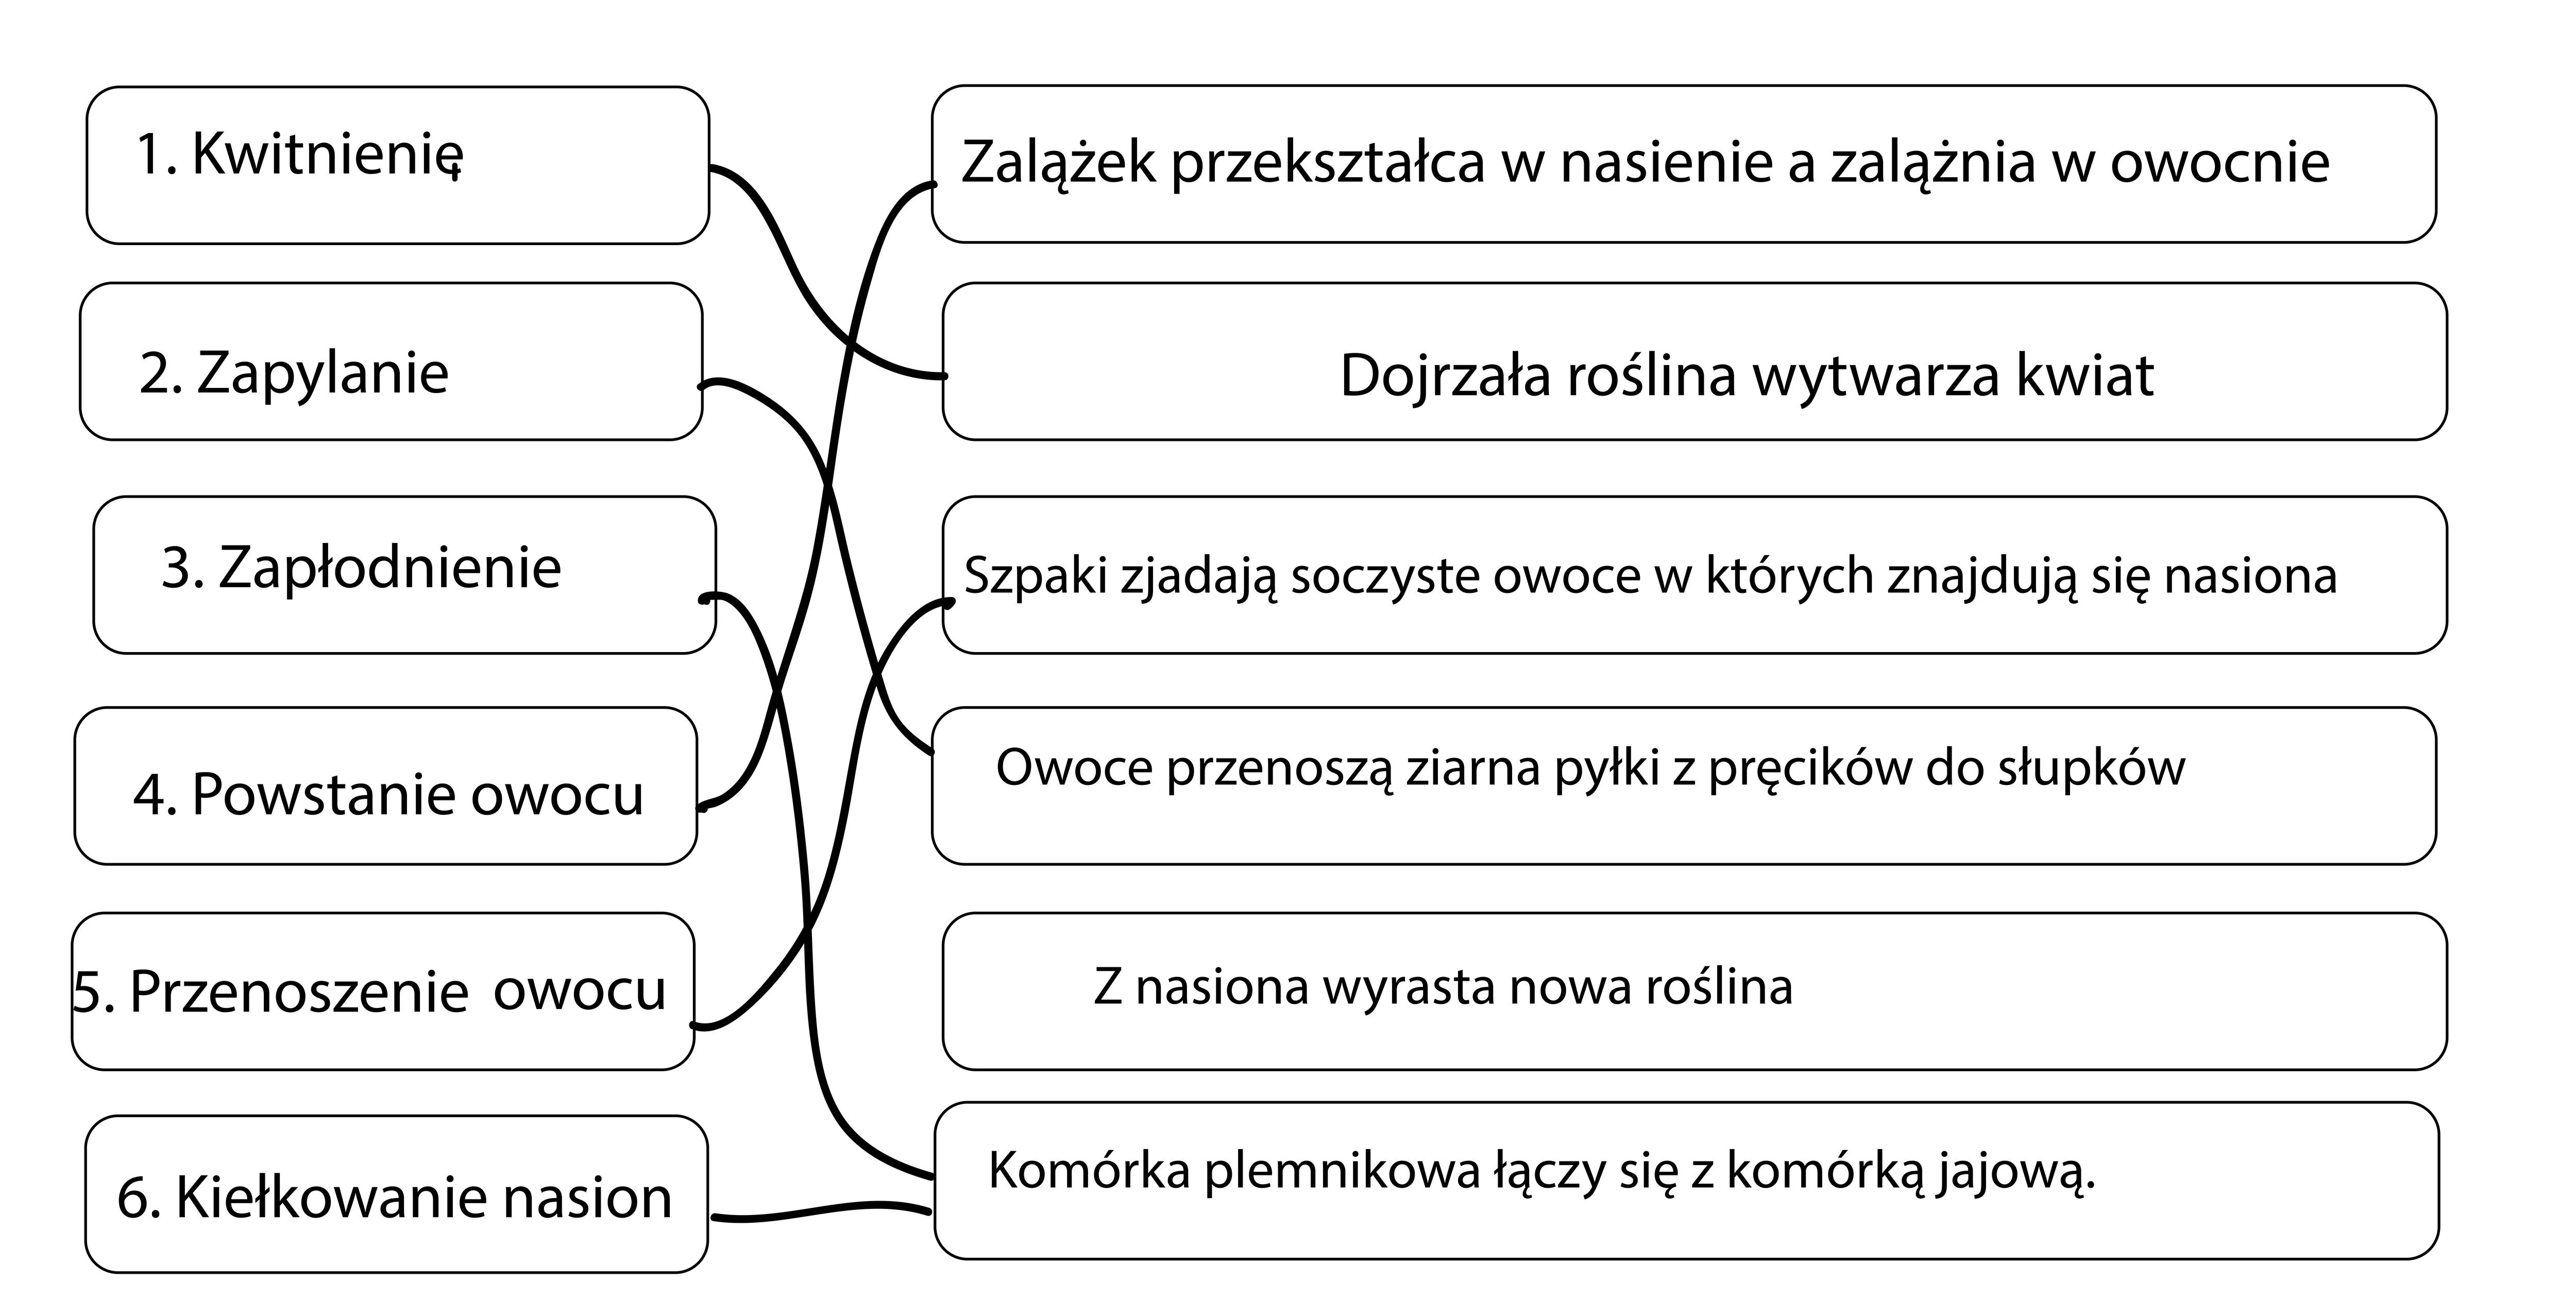 1. Kwitnienię
Zalążek przekształca w nasienie a zalążnia w owocnie
2. Zapylanie
Dojrzała roślina wytwarza kwiat
3. Zapłodnienie
Szpaki zjadają soczyste owoce w których znajdują się nasiona
4. Powstanie owocu
Owoce przenoszą ziarna pyłki z pręcików do słupków
5. Przenoszenie owocu
Z nasiona wyrasta nowa roślina
6. Kiełkowanie nasion
Komórka plemnikowa łączy się z komórką jajową.